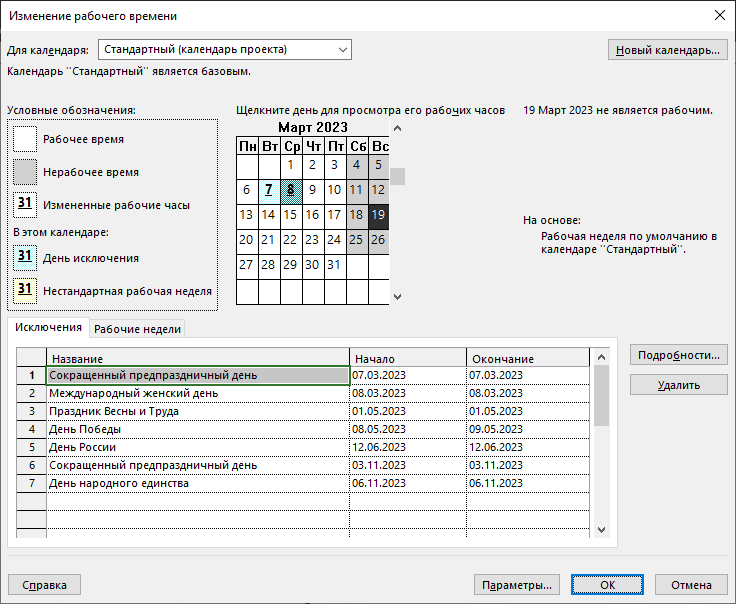 Изменение рабочего времени
Для календаря: Стандартный (календарь проекта) Новый календарь...
Календарь "Стандартный" является базовым.
Условные обозначения:
Рабочее время
Нерабочее время
31 Измененные рабочие часы
В этом календаре:
31 День исключения
31 Нестандартная рабочая неделя
Щелкните день для просмотра его рабочих часов
Март 2023
Пн Вт Ср Чт Пт Сб Вс
1 2 3 4 5
6 7 8 9 10 11 12
13 14 15 16 17 18 19
20 21 22 23 24 25 26
27 28 29 30 31
19 Март 2023 не является рабочим.
На основе:
Рабочая неделя по умолчанию в
календаре "Стандартный".
Исключения Рабочие недели
Название Начало Окончание
1 Сокращенный предпраздничный день 07.03.2023 07.03.2023
2 Международный женский день 08.03.2023 08.03.2023
3 Праздник Весны и Труда 01.05.2023 01.05.2023
4 День Победы 08.05.2023 09.05.2023
5 День России 12.06.2023 12.06.2023
6 Сокращенный предпраздничный день 03.11.2023 03.11.2023
7 День народного единства 06.11.2023 06.11.2023
Подробности...
Удалить
Справка Параметры... ОК Отмена